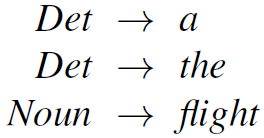 Det → a
Det → the
Noun → flight